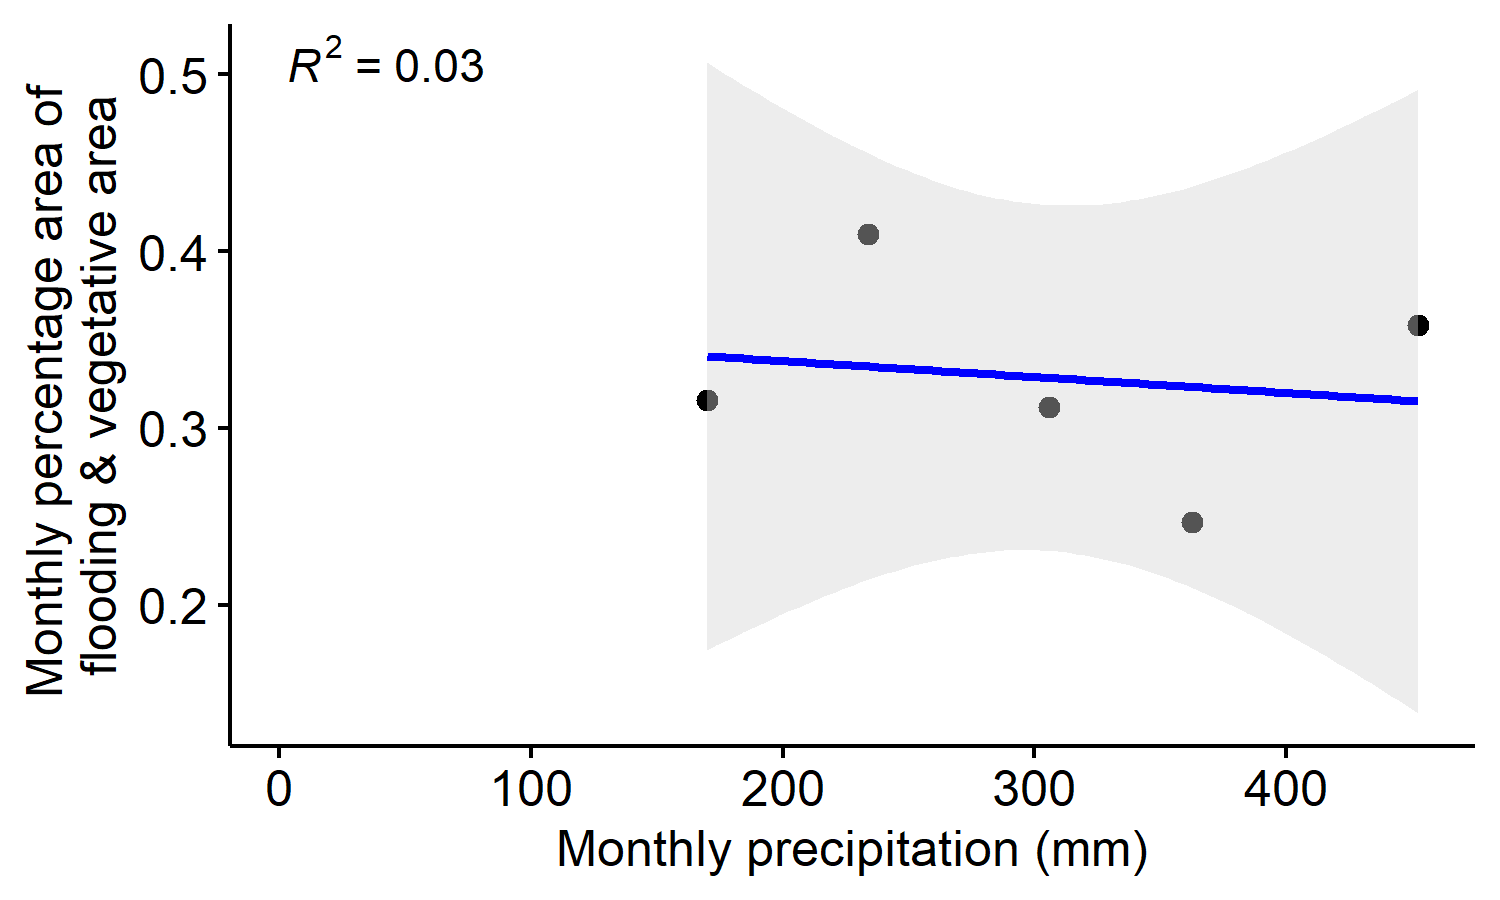 R² = 0.03
Monthly percentage area of
flooding & vegetative area
0.5
0.4
0.3
0.2
0 100 200 300 400
Monthly precipitation (mm)